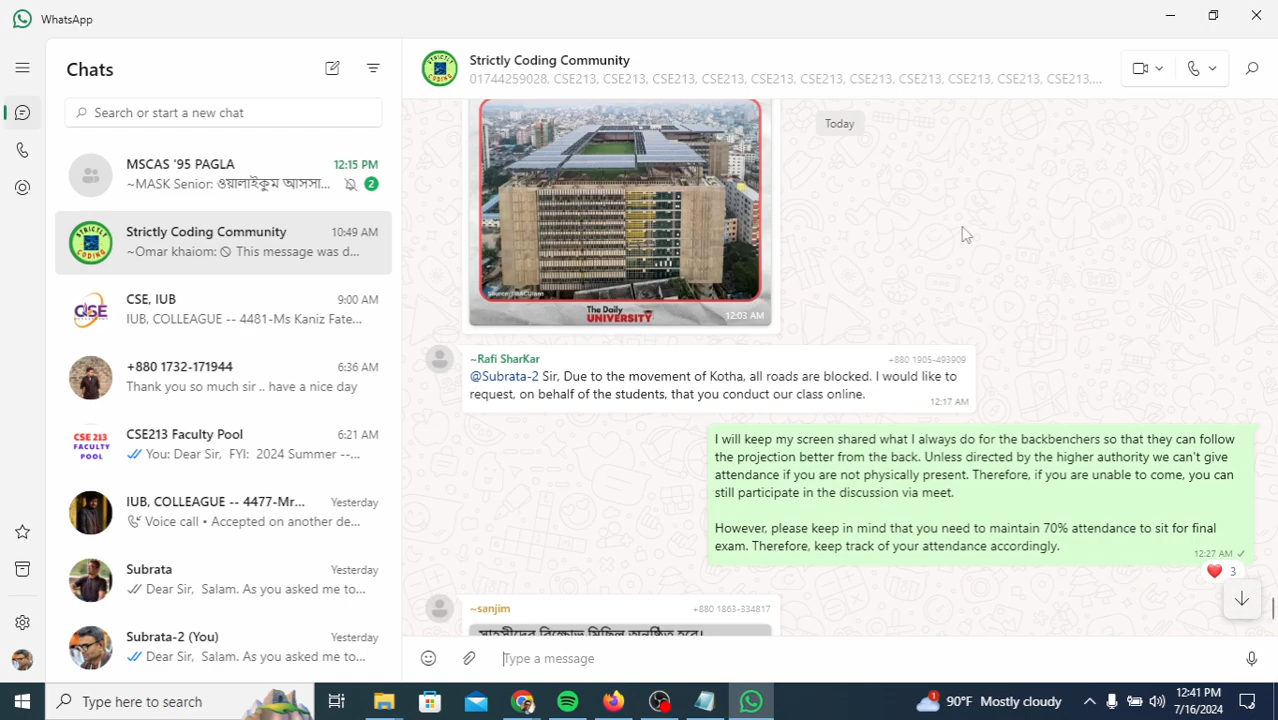 WhatsApp
Chats
Search or start a new chat
MSCAS '95 PAGLA
12:15 PM
~MASK Senior: ওয়ালাইকুম আসসা...
2
Strictly Coding Community
10:49 AM
~Omar khaiom: This message was d...
CSE, IUB
9:00 AM
IUB, COLLEAGUE -- 4481-Ms Kaniz Fate...
+880 1732-171944
6:36 AM
Thank you so much sir .. have a nice day
CSE 213
FACULTY
POOL
CSE213 Faculty Pool
6:21 AM
You: Dear Sir, FYI: 2024 Summer --...
IUB, COLLEAGUE -- 4477-Mr...
Yesterday
Voice call • Accepted on another de...
Subrata
Yesterday
Dear Sir, Salam. As you asked me to...
Subrata-2 (You)
Yesterday
Dear Sir, Salam. As you asked me to...
Strictly Coding Community
01744259028, CSE213, CSE213, CSE213, CSE213, CSE213, CSE213, CSE213, CSE213, CSE213, CSE213, CSE213,...
Today
The Daily
UNIVERSITY
12:03 AM
~Rafi SharKar
+880 1905-493909
@Subrata-2 Sir, Due to the movement of Kotha, all roads are blocked. I would like to
request, on behalf of the students, that you conduct our class online.
12:17 AM
I will keep my screen shared what I always do for the backbenchers so that they can follow
the projection better from the back. Unless directed by the higher authority we can't give
attendance if you are not physically present. Therefore, if you are unable to come, you can
still participate in the discussion via meet.
However, please keep in mind that you need to maintain 70% attendance to sit for final
exam. Therefore, keep track of your attendance accordingly.
12:27 AM
3
~sanjim
+880 1863-334817
Type a message
Type here to search
1
90°F Mostly cloudy
12:41 PM
7/16/2024